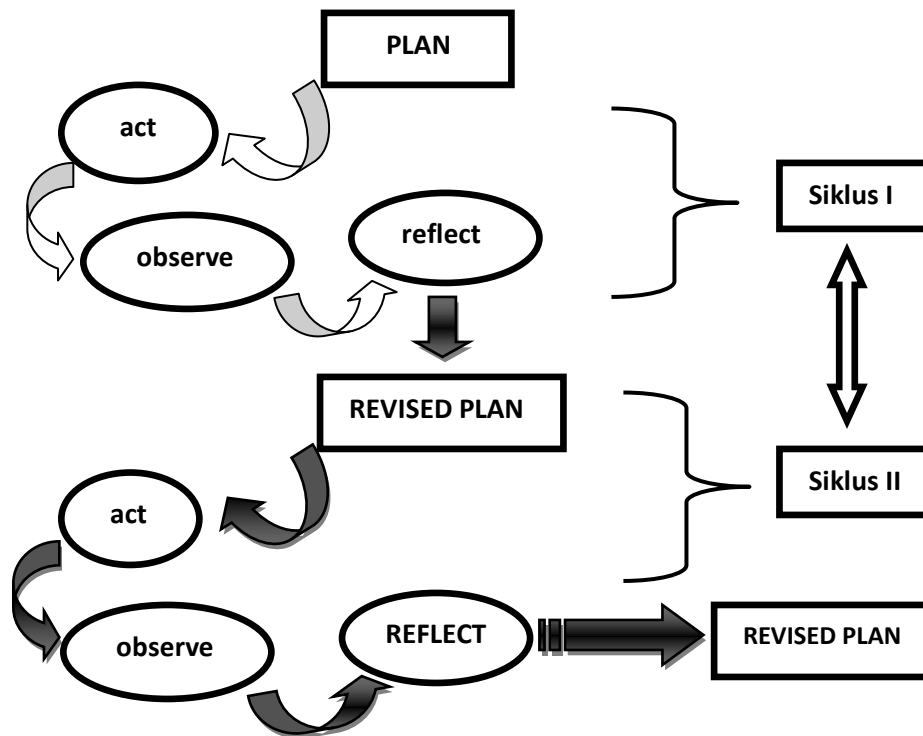 PLAN
act
Siklus I
reflect
observe
REVISED PLAN
Siklus II
act
REFLECT
REVISED PLAN
observe